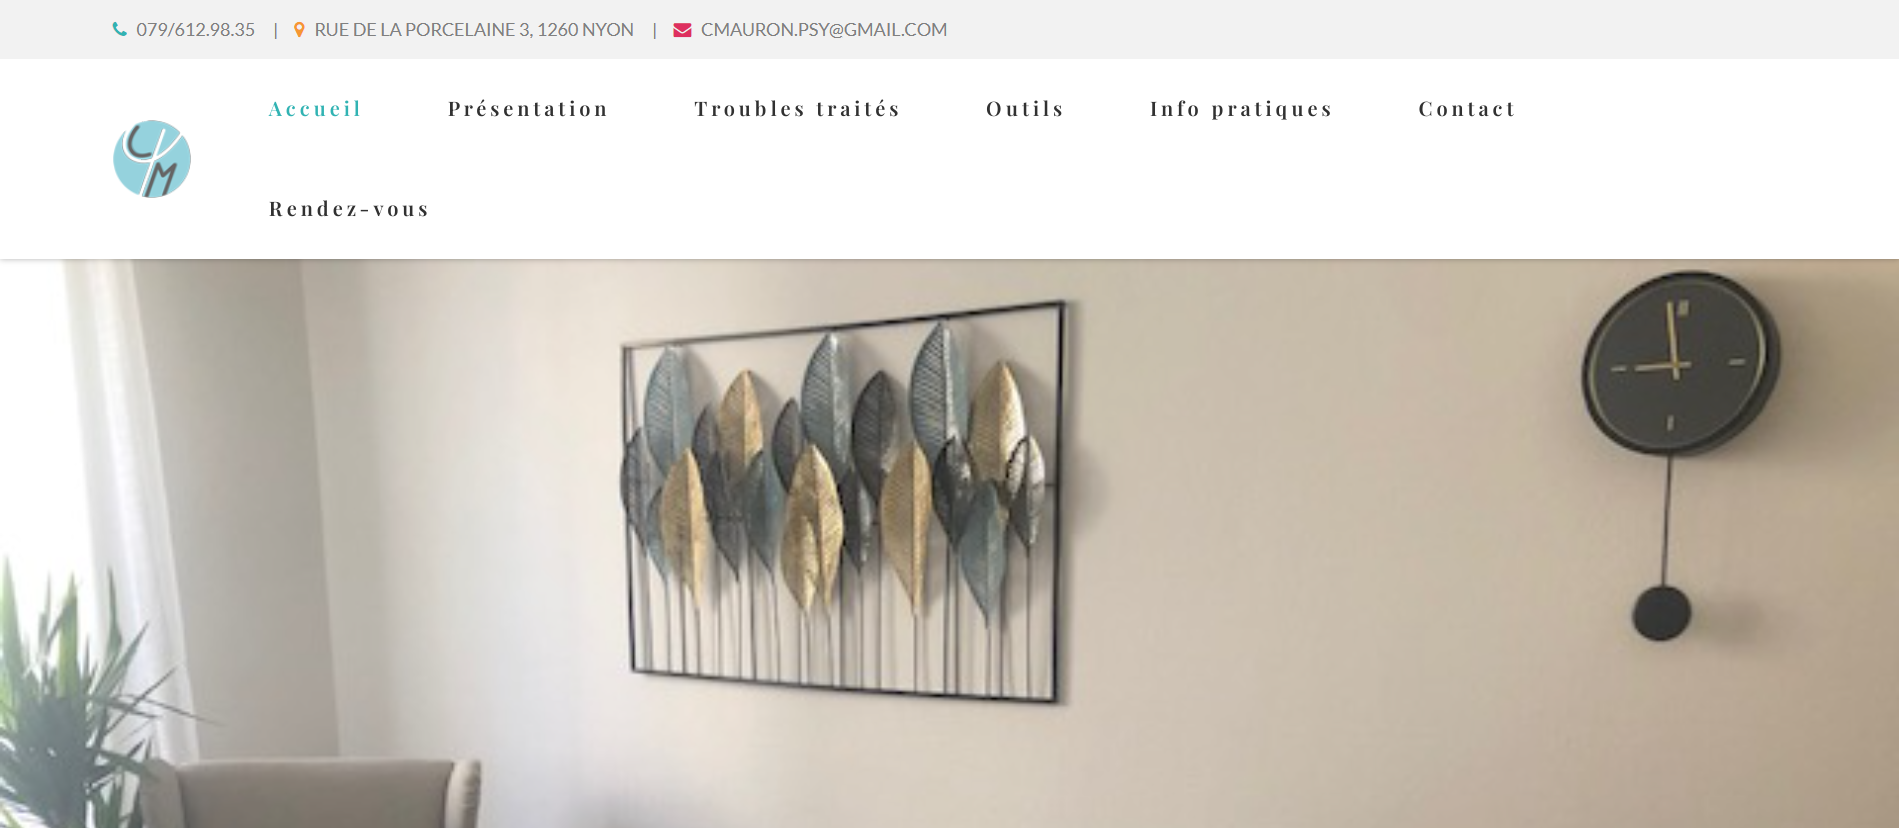 079/612.98.35 | RUE DE LA PORCELAINE 3, 1260 NYON | CMAURON.PSY@GMAIL.COM
Accueil Présentation Troubles traités Outils Info pratiques Contact
CM
Rendez-vous